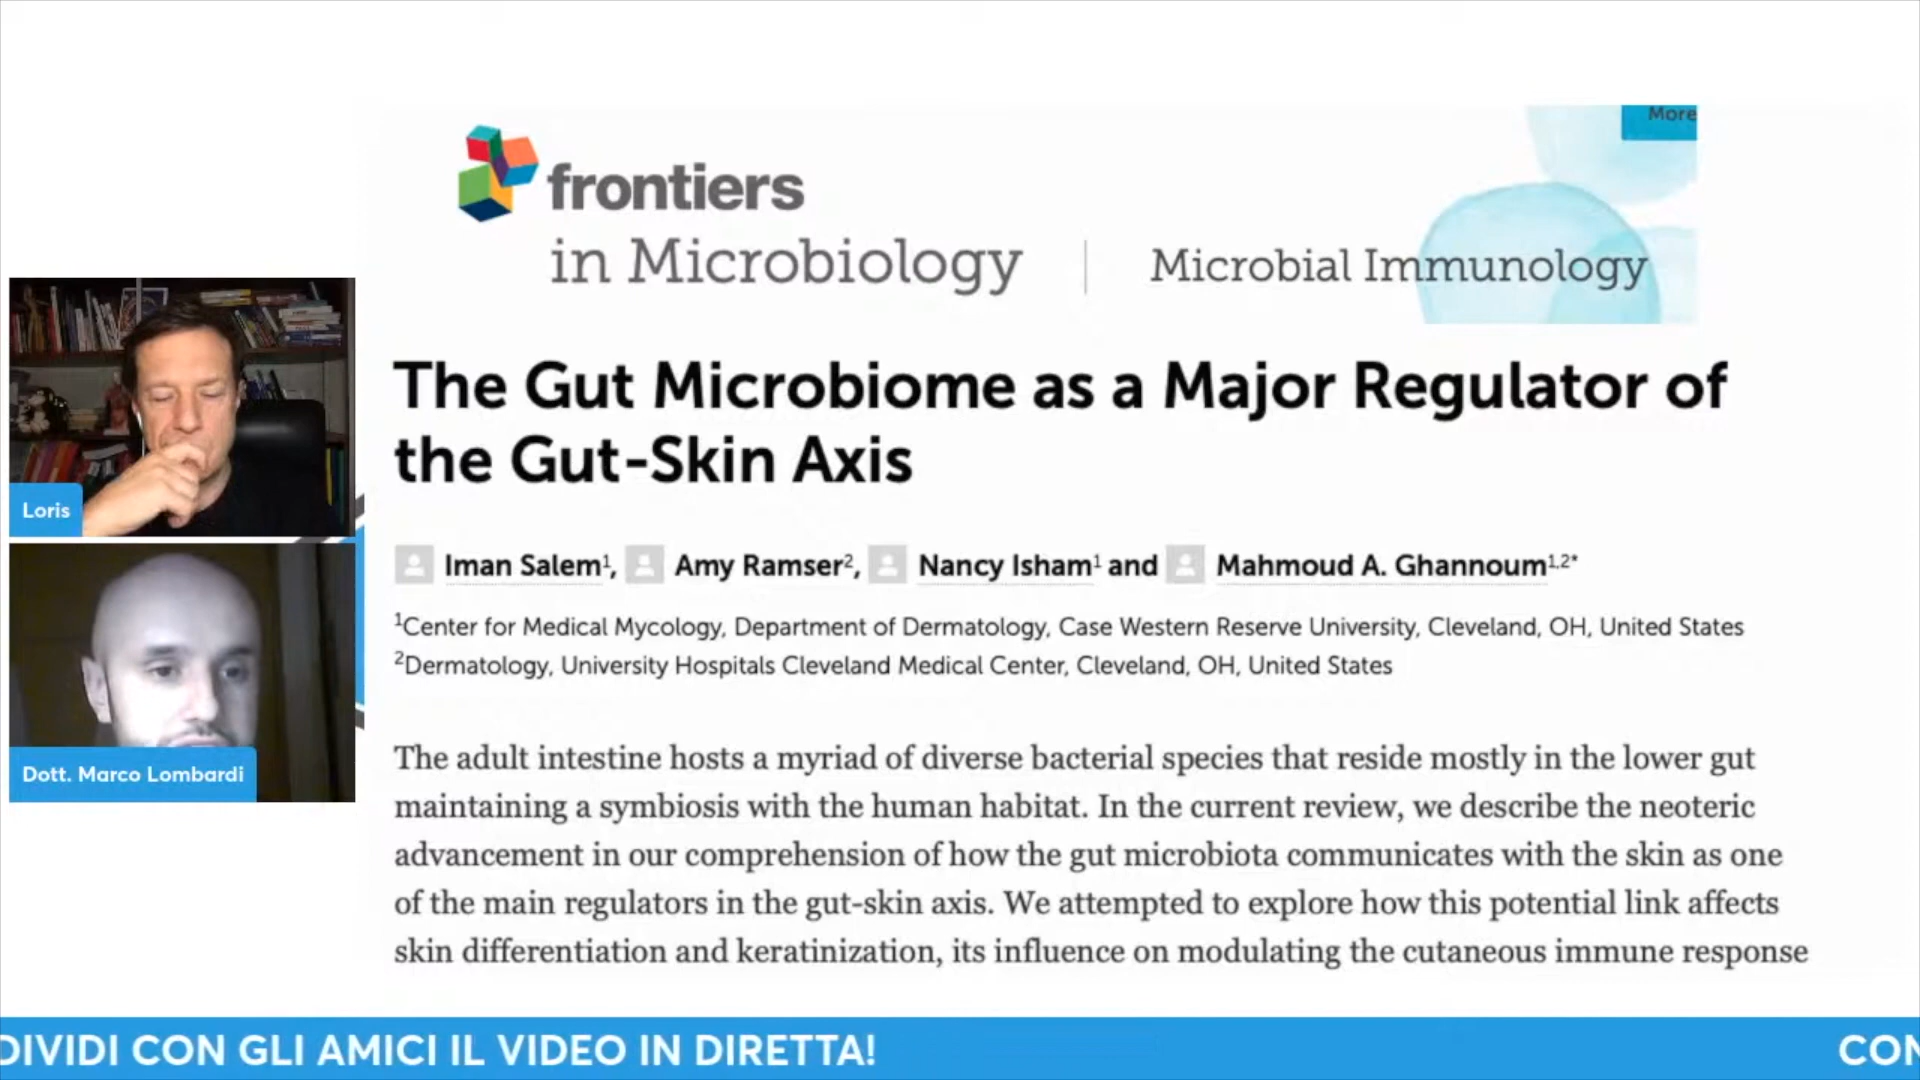 More
frontiers
in Microbiology
Microbial Immunology
The Gut Microbiome as a Major Regulator of
the Gut-Skin Axis
Iman Salem1, Amy Ramser2, Nancy Isham1 and Mahmoud A. Ghannoum1,2*
1Center for Medical Mycology, Department of Dermatology, Case Western Reserve University, Cleveland, OH, United States
2Dermatology, University Hospitals Cleveland Medical Center, Cleveland, OH, United States
The adult intestine hosts a myriad of diverse bacterial species that reside mostly in the lower gut
maintaining a symbiosis with the human habitat. In the current review, we describe the neoteric
advancement in our comprehension of how the gut microbiota communicates with the skin as one
of the main regulators in the gut-skin axis. We attempted to explore how this potential link affects
skin differentiation and keratinization, its influence on modulating the cutaneous immune response
Loris
Dott. Marco Lombardi
DIVIDI CON GLI AMICI IL VIDEO IN DIRETTA!
CON